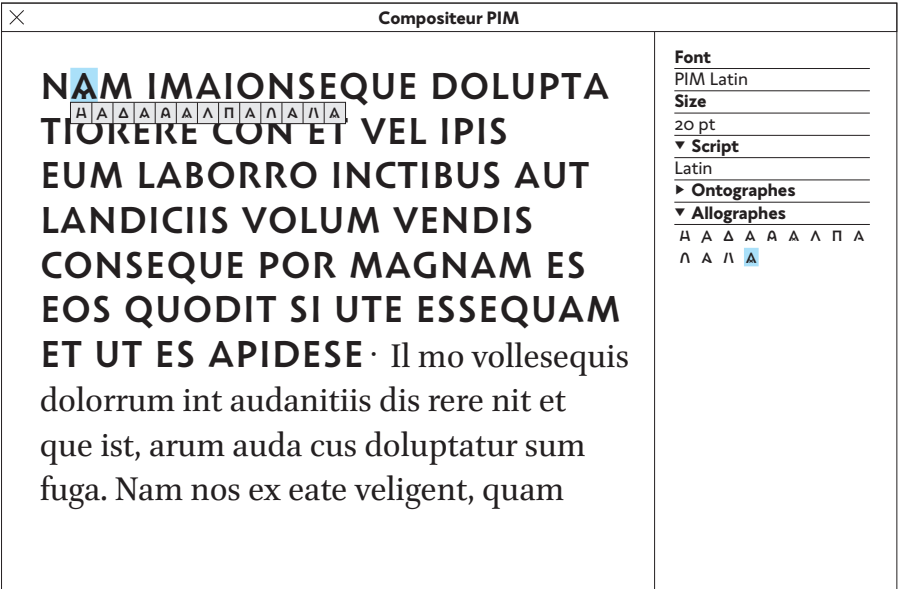 Compositeur PIM
NAM IMAIONSEQUE DOLUPTA
TIORERE CON ET VEL IPIS
EUM LABORRO INCTIBUS AUT
LANDICIIS VOLUM VENDIS
CONSEQUE POR MAGNAM ES
EOS QUODIT SI UTE ESSEQUAM
ET UT ES APIDESE · Il mo vollesequis
dolorrum int audanitiis dis rere nit et
que ist, arum auda cus doluptatur sum
fuga. Nam nos ex eate veligent, quam
Font
PIM Latin
Size
20 pt
▼ Script
Latin
▶ Ontographes
▼ Allographes